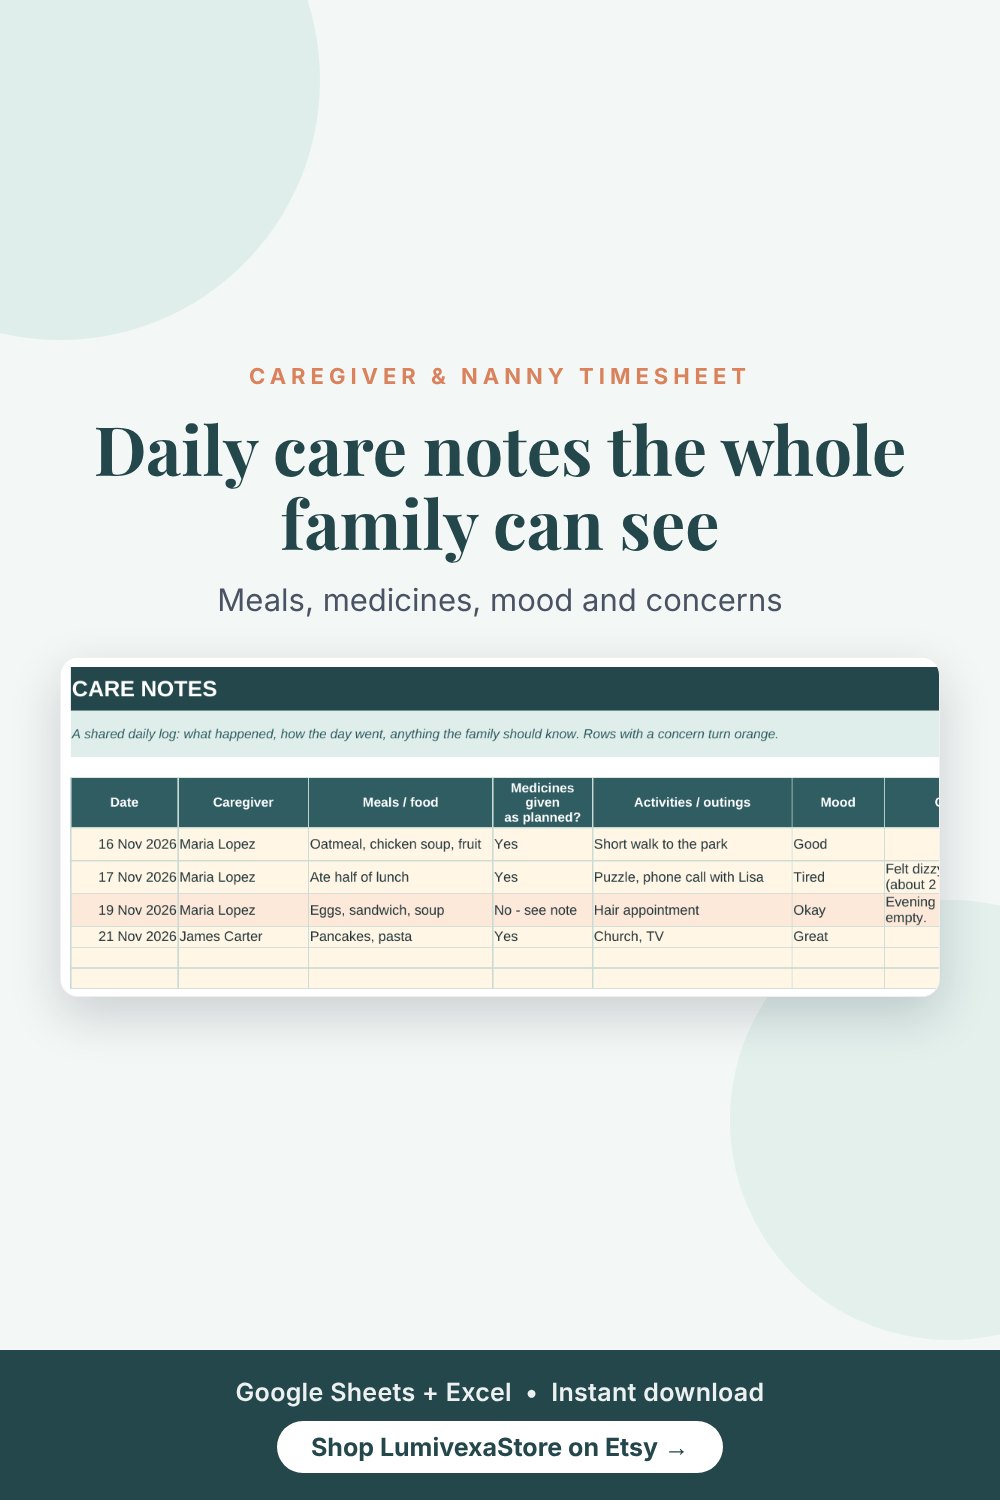 CAREGIVER & NANNY TIMESHEET
Daily care notes the whole
family can see
Meals, medicines, mood and concerns
CARE NOTES
A shared daily log: what happened, how the day went, anything the family should know. Rows with a concern turn orange.
Date Caregiver Meals / food Medicines given as planned? Activities / outings Mood
16 Nov 2026 Maria Lopez Oatmeal, chicken soup, fruit Yes Short walk to the park Good
17 Nov 2026 Maria Lopez Ate half of lunch Yes Puzzle, phone call with Lisa Tired Felt dizzy (about 2
19 Nov 2026 Maria Lopez Eggs, sandwich, soup No - see note Hair appointment Okay Evening empty.
21 Nov 2026 James Carter Pancakes, pasta Yes Church, TV Great
Google Sheets + Excel • Instant download
Shop LumivexaStore on Etsy →